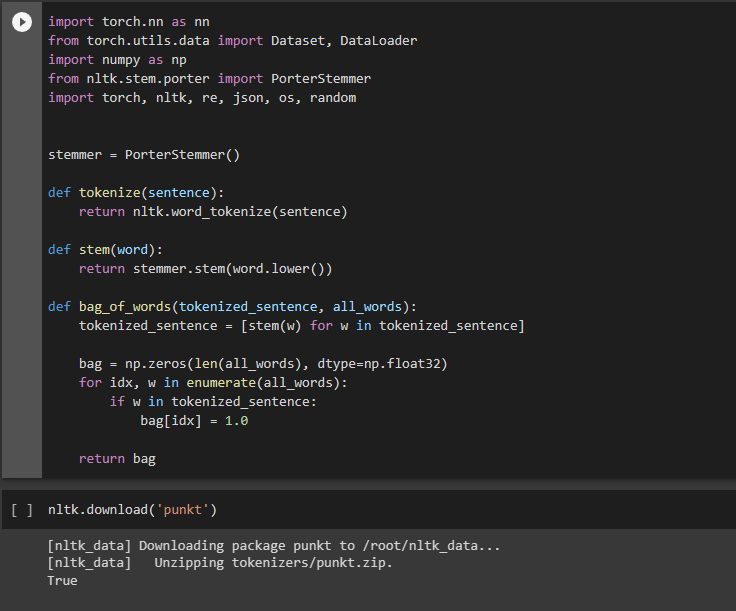 import torch.nn as nn
from torch.utils.data import Dataset, DataLoader
import numpy as np
from nltk.stem.porter import PorterStemmer
import torch, nltk, re, json, os, random
stemmer = PorterStemmer()
def tokenize(sentence):
    return nltk.word_tokenize(sentence)
def stem(word):
    return stemmer.stem(word.lower())
def bag_of_words(tokenized_sentence, all_words):
    tokenized_sentence = [stem(w) for w in tokenized_sentence]
    bag = np.zeros(len(all_words), dtype=np.float32)
    for idx, w in enumerate(all_words):
        if w in tokenized_sentence:
            bag[idx] = 1.0
    return bag
[ ] nltk.download('punkt')
[nltk_data] Downloading package punkt to /root/nltk_data...
[nltk_data]   Unzipping tokenizers/punkt.zip.
True